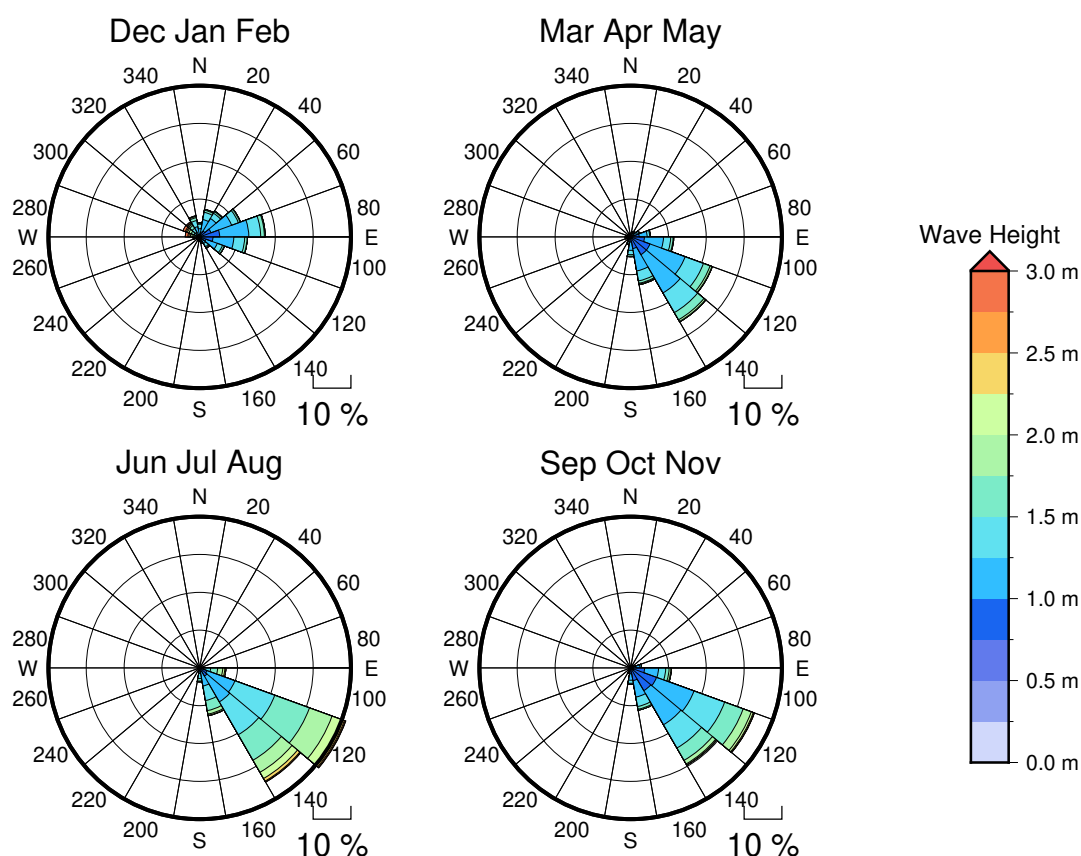 Dec Jan Feb
N
20
40
60
80
E
100
120
140
160
S
200
220
240
260
W
280
300
320
340
10 %
Mar Apr May
N
20
40
60
80
E
100
120
140
160
S
200
220
240
260
W
280
300
320
340
10 %
Jun Jul Aug
N
20
40
60
80
E
100
120
140
160
S
200
220
240
260
W
280
300
320
340
10 %
Sep Oct Nov
N
20
40
60
80
E
100
120
140
160
S
200
220
240
260
W
280
300
320
340
10 %
Wave Height
3.0 m
2.5 m
2.0 m
1.5 m
1.0 m
0.5 m
0.0 m